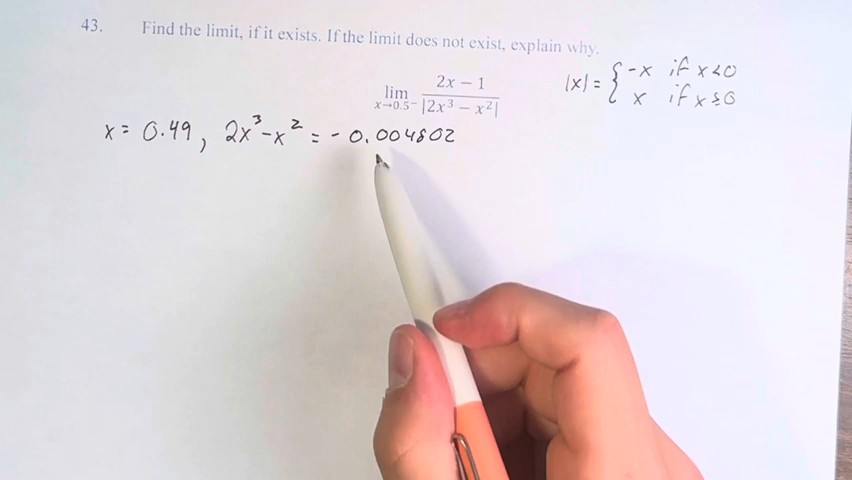 43. Find the limit, if it exists. If the limit does not exist, explain why.
lim x→0.5⁻ (2x − 1) / |2x³ − x²|
|x| = { -x if x<0
x if x≥0
x = 0.49, 2x³-x² = -0.004802